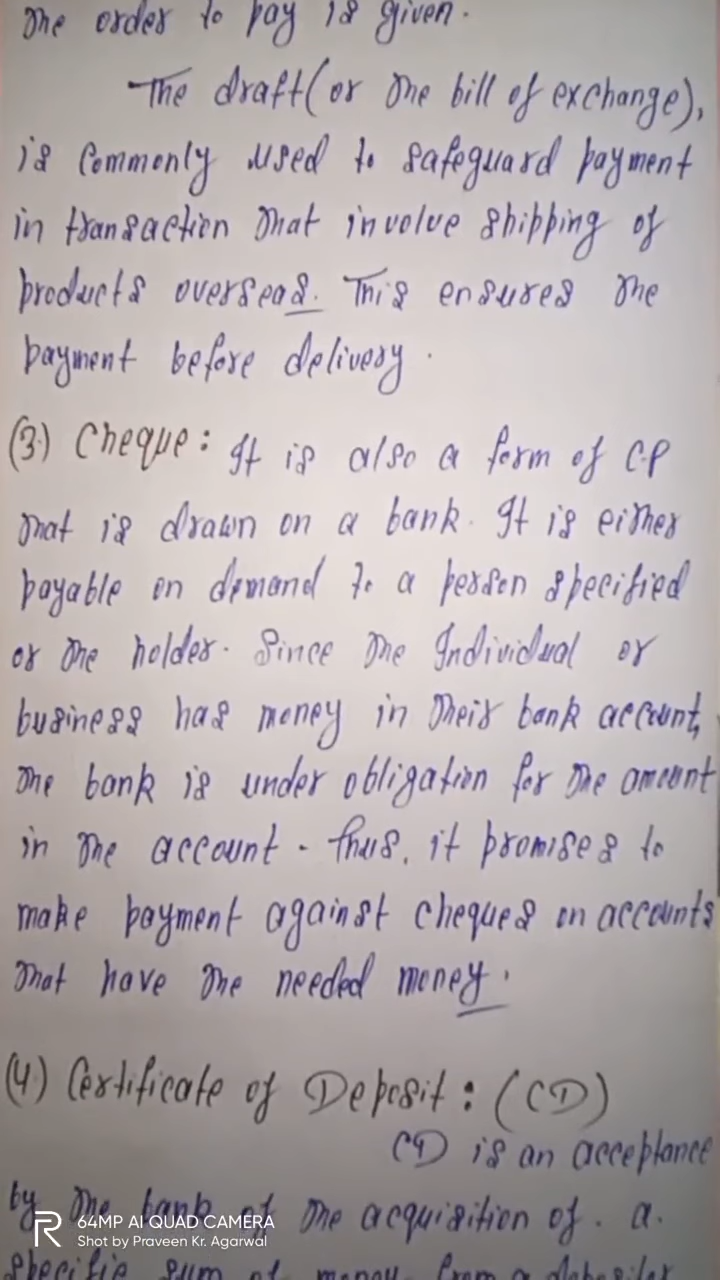 The order to pay is given.
The draft (or the bill of exchange),
is commonly used to safeguard payment
in transaction that involve shipping of
products overseas. This ensures the
payment before delivery.
(3) Cheque: It is also a form of C.P
that is drawn on a bank. It is either
payable on demand to a person specified
or the holder. Since the Individual or
business has money in their bank account,
the bank is under obligation for the amount
in the account. Thus, it promises to
make payment against cheques on accounts
that have the needed money.
(4) Certificate of Deposit: (CD)
CD is an acceptance
by the bank of the acquisition of. a.
64MP AI QUAD CAMERA
Shot by Praveen Kr. Agarwal
specific sum of money from a depositor